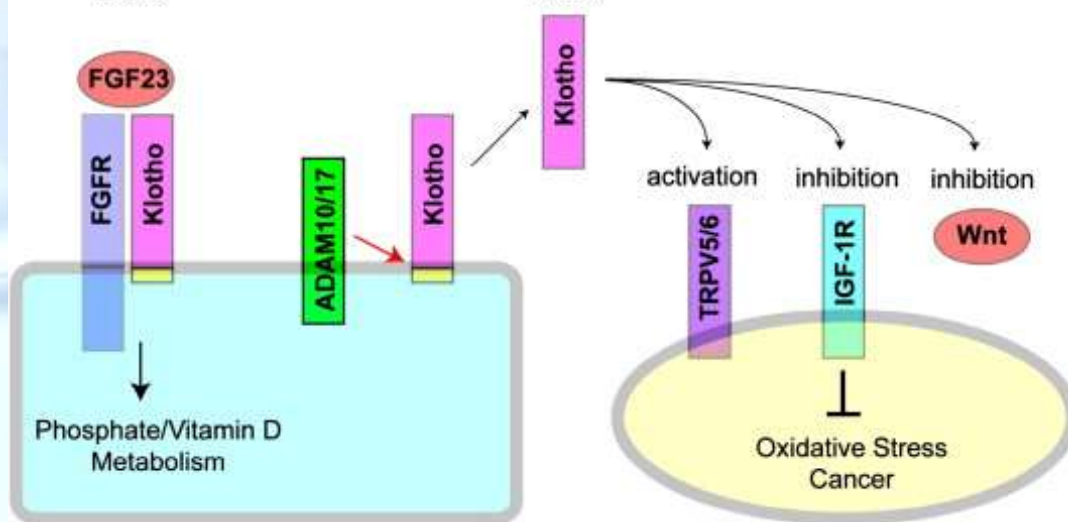 FGF23
FGFR
Klotho
ADAM10/17
Klotho
Klotho
activation
inhibition
inhibition
TRPV5/6
IGF-1R
Wnt
Phosphate/Vitamin D
Metabolism
Oxidative Stress
Cancer